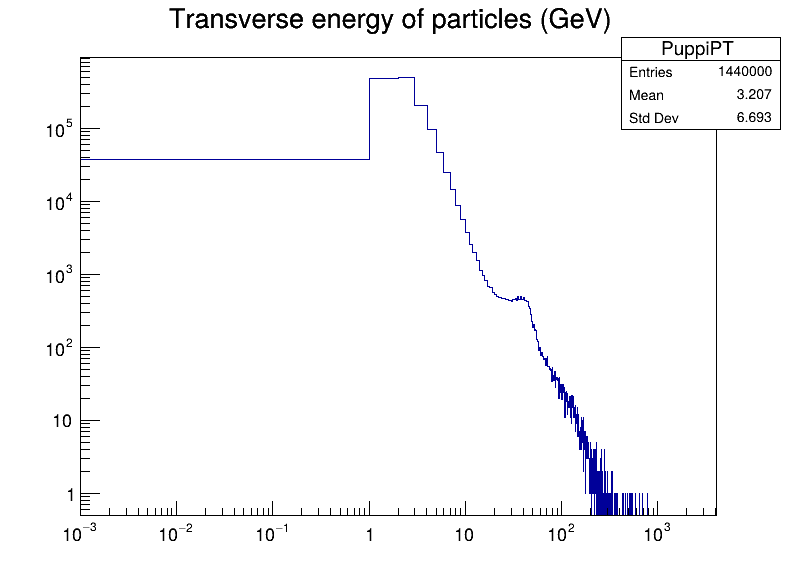 Transverse energy of particles (GeV)
PuppiPT
Entries 1440000
Mean 3.207
Std Dev 6.693
10⁵
10⁴
10³
10²
10
1
10⁻³ 10⁻² 10⁻¹ 1 10 10² 10³